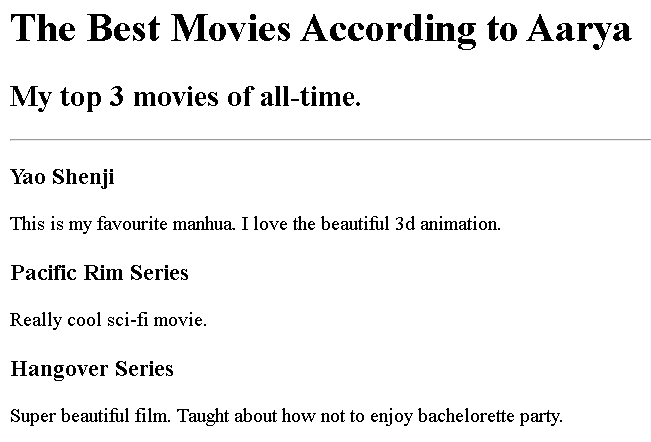 The Best Movies According to Aarya
My top 3 movies of all-time.
Yao Shenji
This is my favourite manhua. I love the beautiful 3d animation.
Pacific Rim Series
Really cool sci-fi movie.
Hangover Series
Super beautiful film. Taught about how not to enjoy bachelorette party.